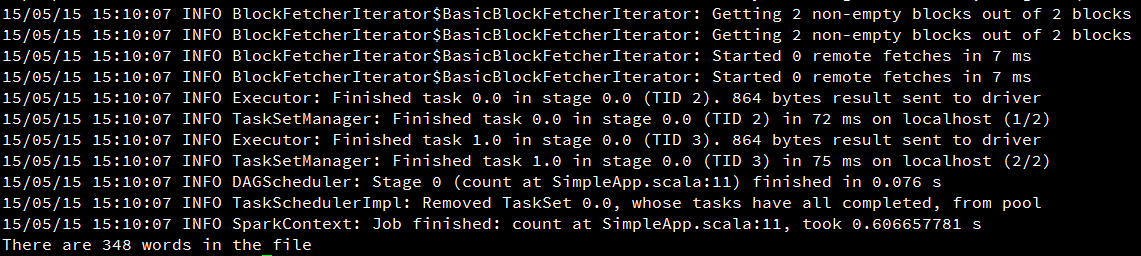 15/05/15 15:10:07 INFO BlockFetcherIterator$BasicBlockFetcherIterator: Getting 2 non-empty blocks out of 2 blocks
15/05/15 15:10:07 INFO BlockFetcherIterator$BasicBlockFetcherIterator: Getting 2 non-empty blocks out of 2 blocks
15/05/15 15:10:07 INFO BlockFetcherIterator$BasicBlockFetcherIterator: Started 0 remote fetches in 7 ms
15/05/15 15:10:07 INFO BlockFetcherIterator$BasicBlockFetcherIterator: Started 0 remote fetches in 7 ms
15/05/15 15:10:07 INFO Executor: Finished task 0.0 in stage 0.0 (TID 2). 864 bytes result sent to driver
15/05/15 15:10:07 INFO TaskSetManager: Finished task 0.0 in stage 0.0 (TID 2) in 72 ms on localhost (1/2)
15/05/15 15:10:07 INFO Executor: Finished task 1.0 in stage 0.0 (TID 3). 864 bytes result sent to driver
15/05/15 15:10:07 INFO TaskSetManager: Finished task 1.0 in stage 0.0 (TID 3) in 75 ms on localhost (2/2)
15/05/15 15:10:07 INFO DAGScheduler: Stage 0 (count at SimpleApp.scala:11) finished in 0.076 s
15/05/15 15:10:07 INFO TaskSchedulerImpl: Removed TaskSet 0.0, whose tasks have all completed, from pool
15/05/15 15:10:07 INFO SparkContext: Job finished: count at SimpleApp.scala:11, took 0.606657781 s
There are 348 words in the file